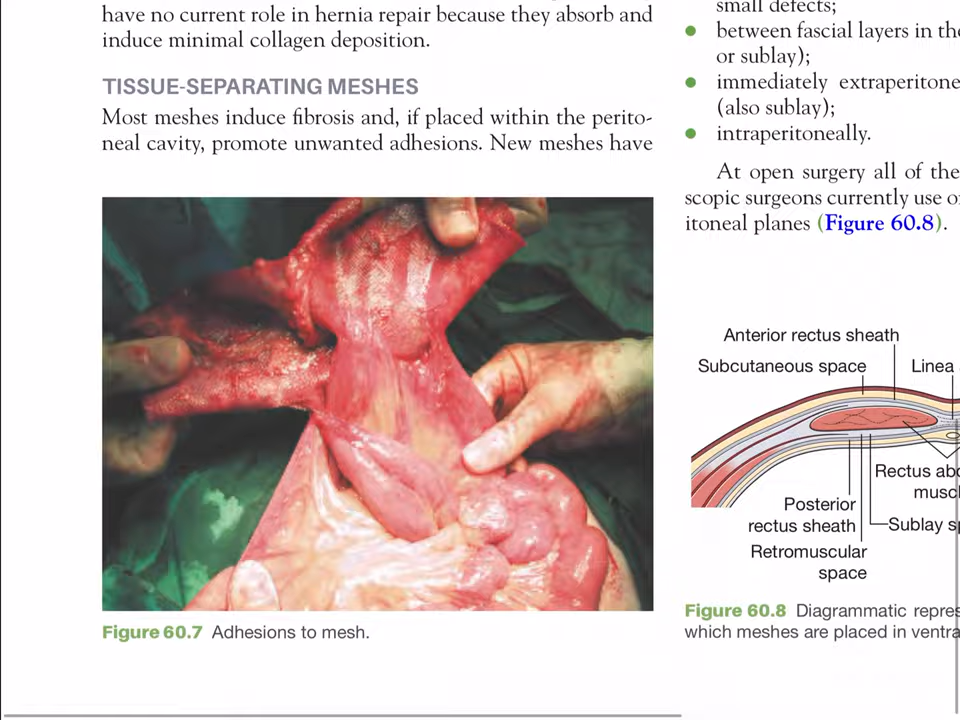 have no current role in hernia repair because they absorb and
induce minimal collagen deposition.
TISSUE-SEPARATING MESHES
Most meshes induce fibrosis and, if placed within the perito-
neal cavity, promote unwanted adhesions. New meshes have
Figure 60.7 Adhesions to mesh.
small defects;
between fascial layers in the
or sublay);
immediately extraperitone
(also sublay);
intraperitoneally.
At open surgery all of the
scopic surgeons currently use
itoneal planes (Figure 60.8).
Anterior rectus sheath
Subcutaneous space
Linea
Rectus abd
muscl
Posterior
rectus sheath
Sublay
Retromuscular
space
Figure 60.8 Diagrammatic repres
which meshes are placed in ventra